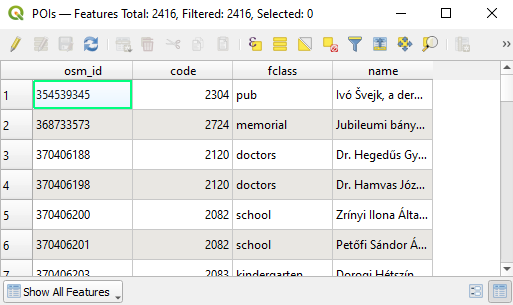 POIs — Features Total: 2416, Filtered: 2416, Selected: 0
osm_id code fclass name
1 354539345 2304 pub Ivó Švejk, a der...
2 368733573 2724 memorial Jubileumi bány...
3 370406188 2120 doctors Dr. Hegedűs Gy...
4 370406198 2120 doctors Dr. Hamvas Józ...
5 370406200 2082 school Zrínyi Ilona Álta...
6 370406201 2082 school Petőfi Sándor Á...
7 370406203 2083 kindergarten Dorogi Hétszín
Show All Features